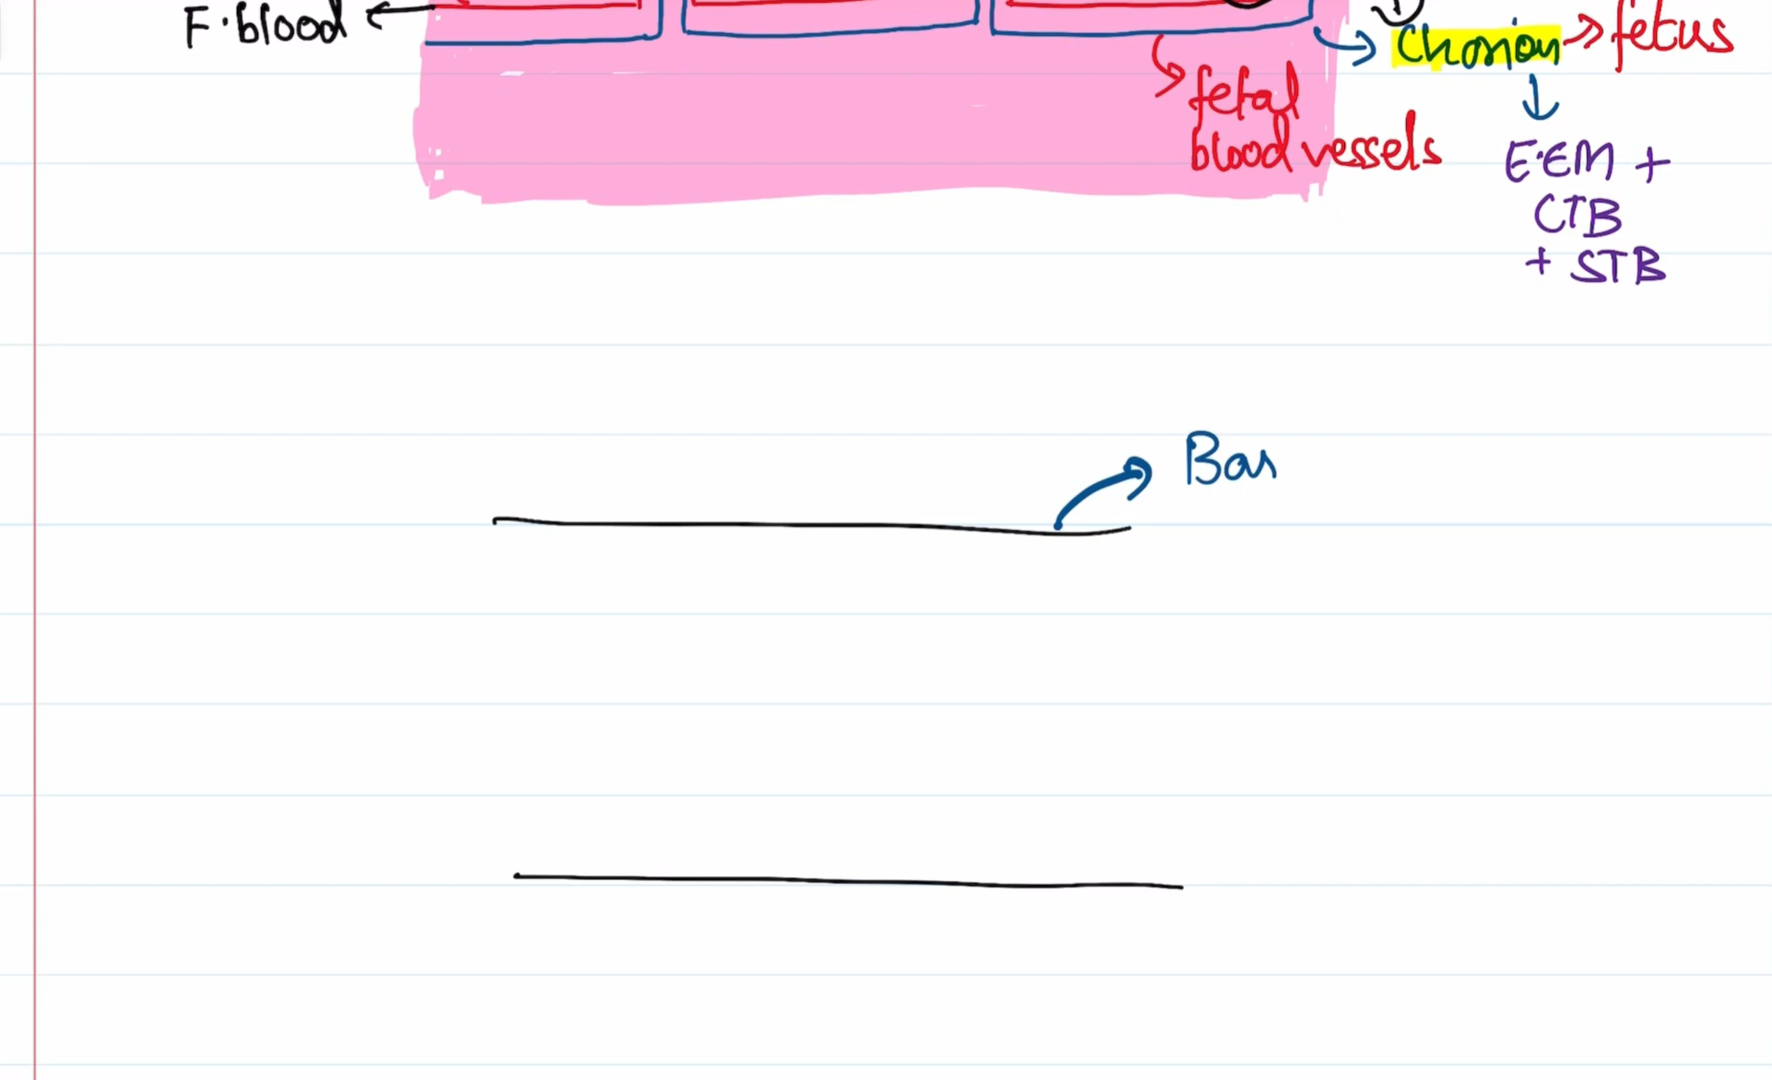 F.blood
Chorion → fetus
fetal
blood vessels
E.EM +
CTB
+ STB
Bas